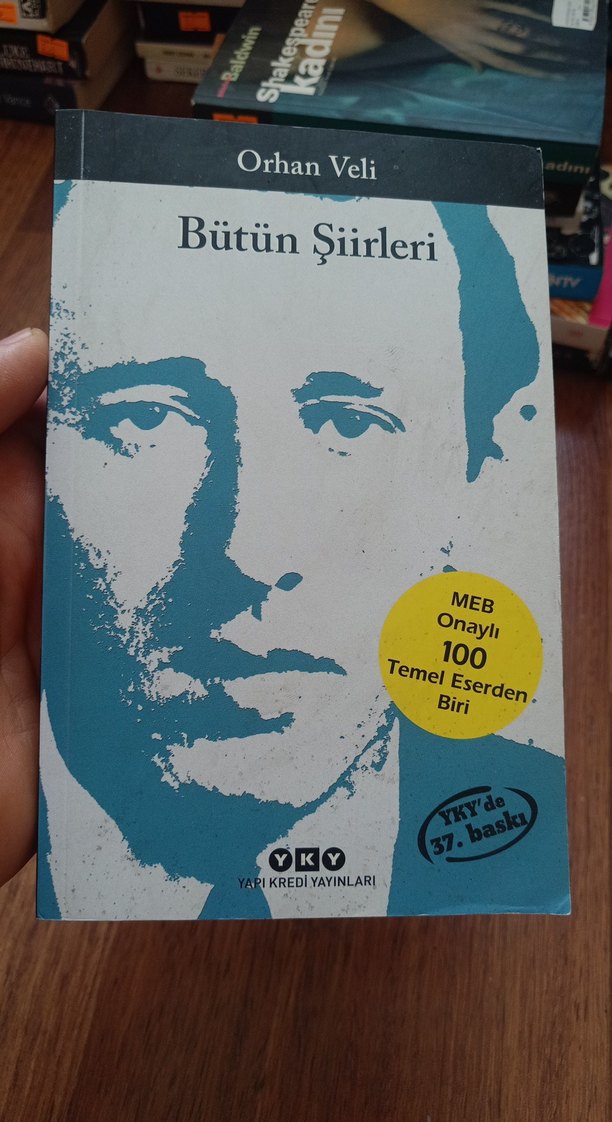 Baldwin
shakespeare
kadını
Orhan Veli
Bütün Şiirleri
MEB
Onaylı
100
Temel Eserden
Biri
YKY'de
37. baskı
YKY
YAPI KREDİ YAYINLARI